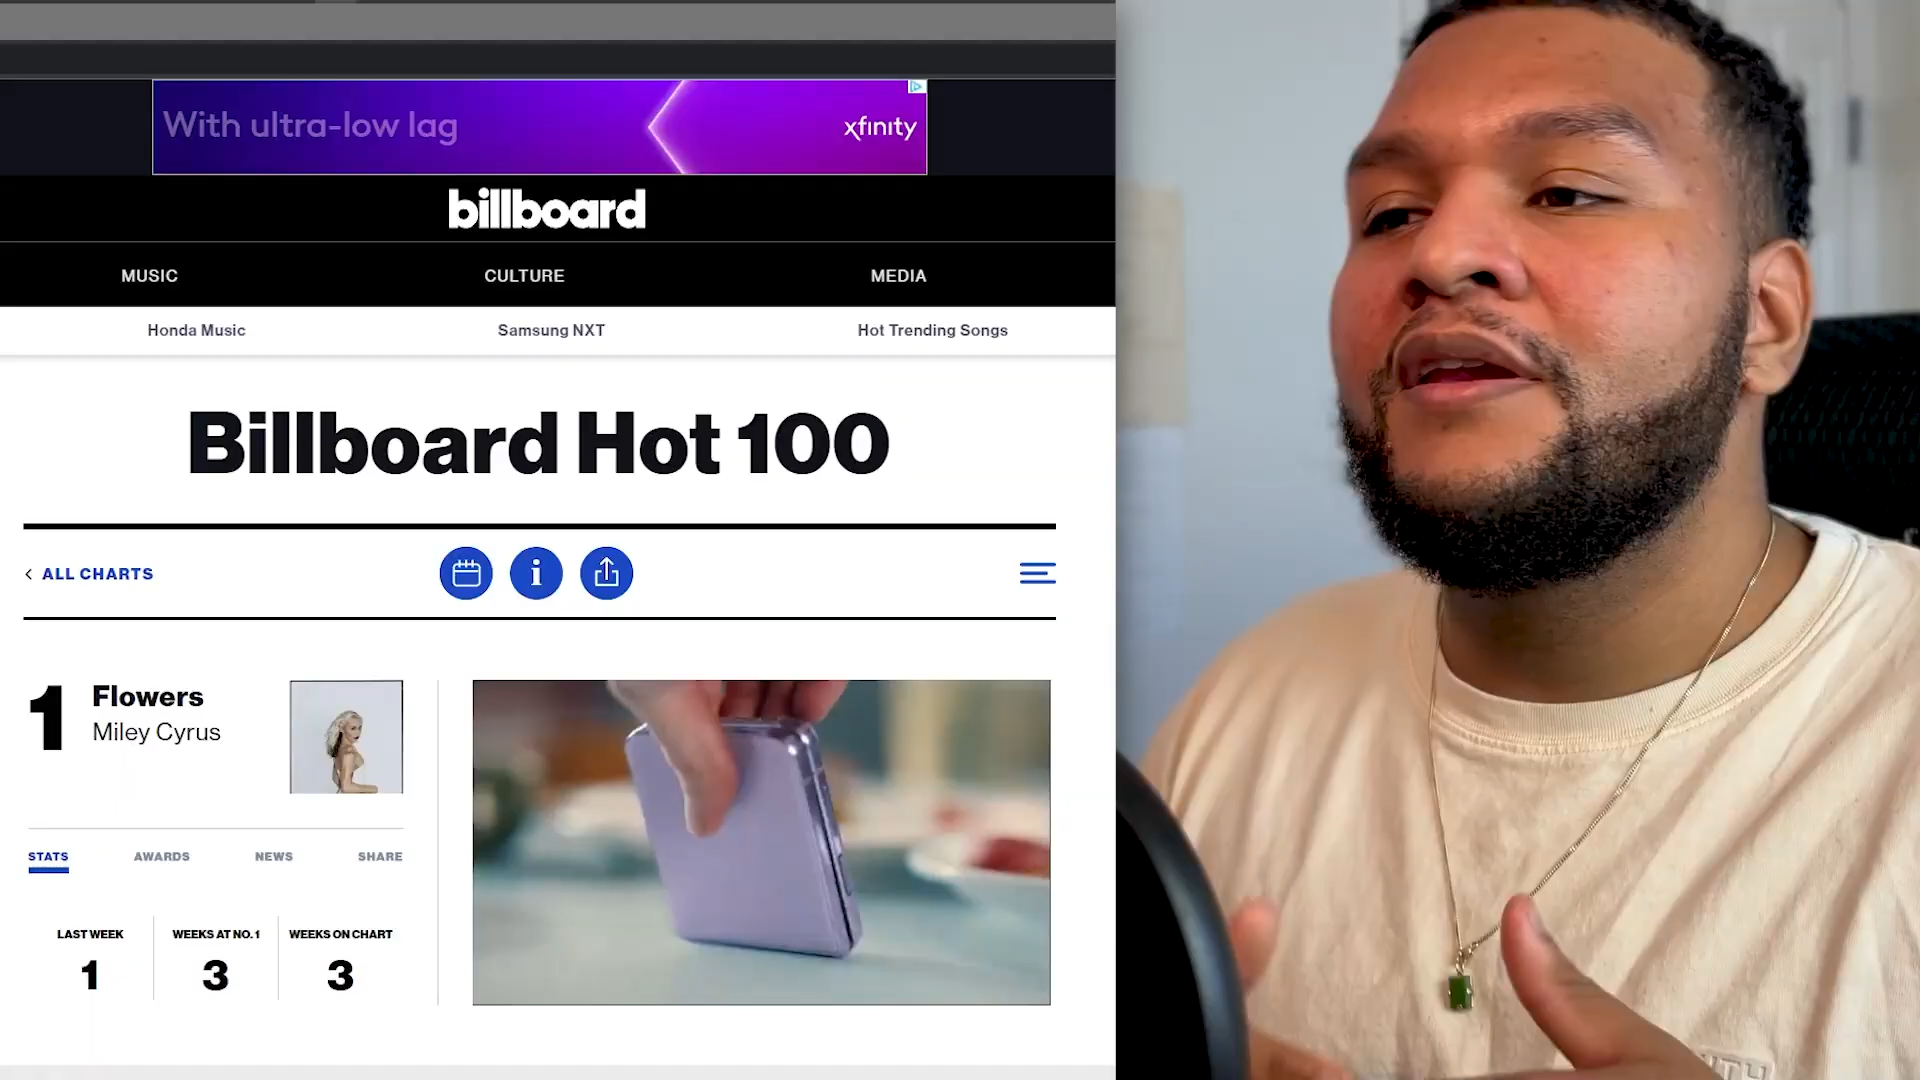 With ultra-low lag
xfinity
billboard
MUSIC CULTURE MEDIA
Honda Music Samsung NXT Hot Trending Songs
Billboard Hot 100
ALL CHARTS
i
1 Flowers
Miley Cyrus
STATS AWARDS NEWS SHARE
LAST WEEK WEEKS AT NO. 1 WEEKS ON CHART
1 3 3